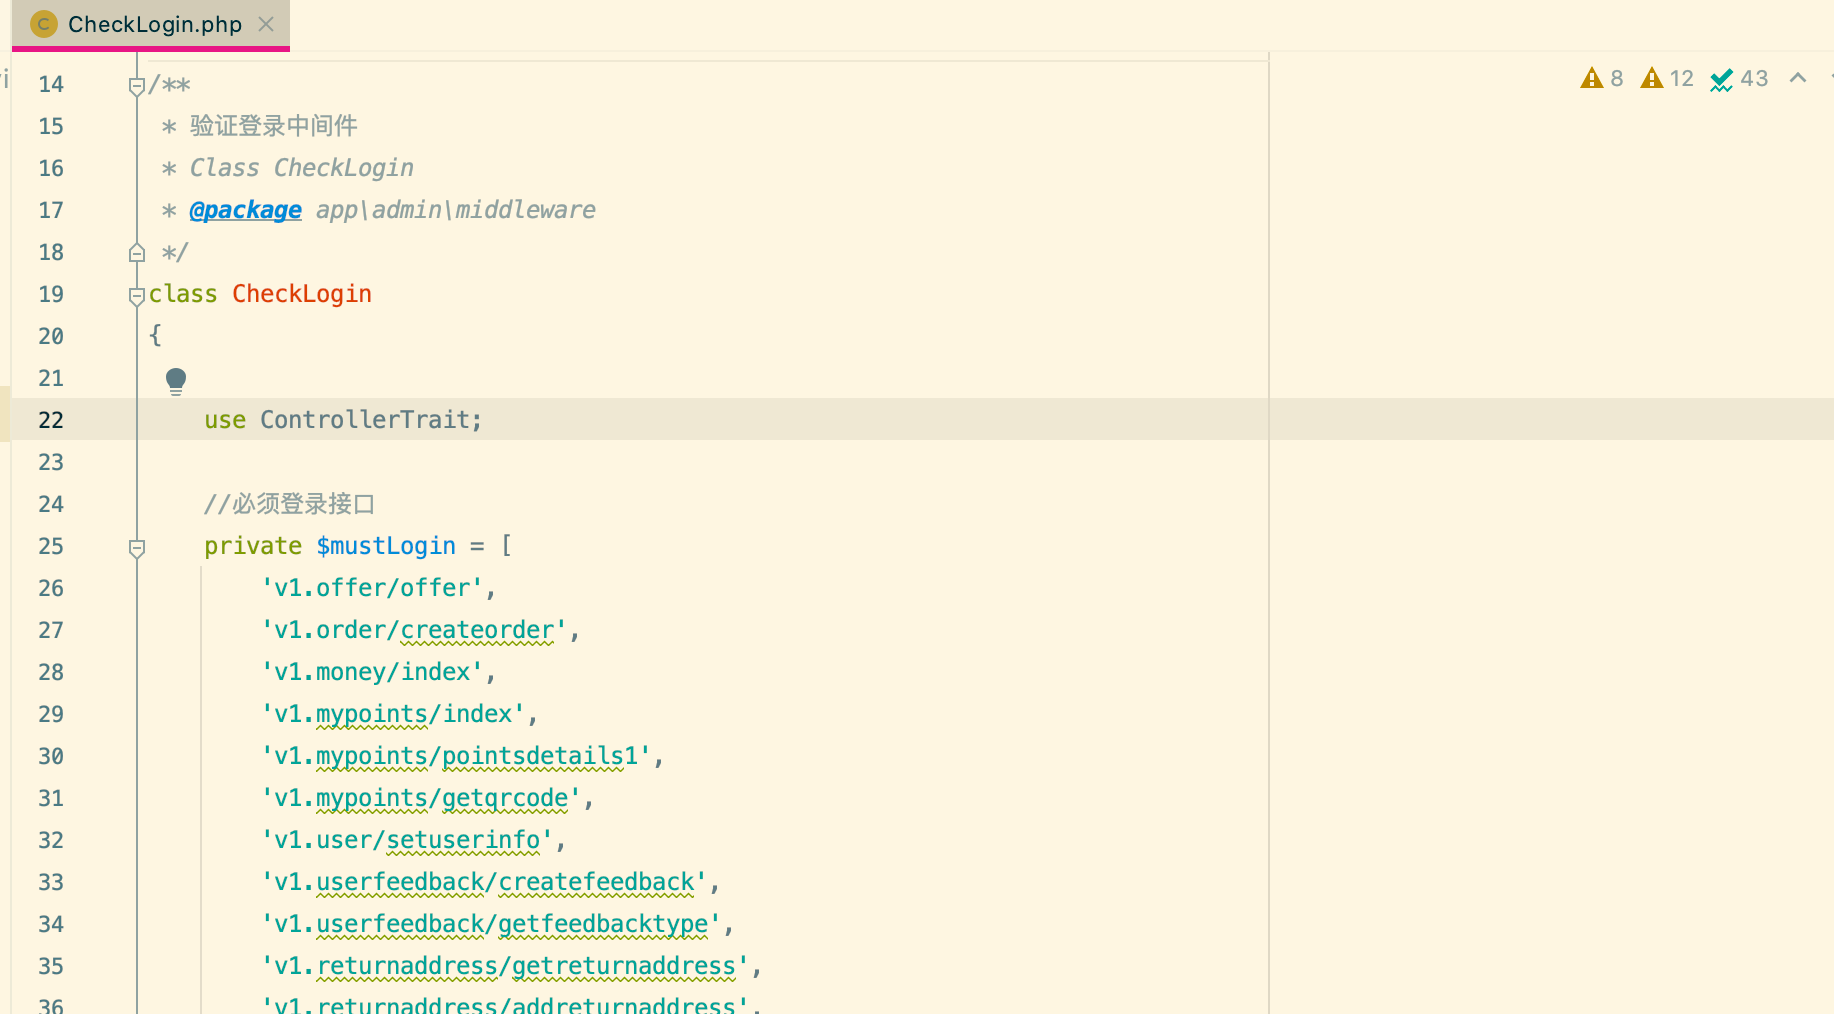 CheckLogin.php
8 12 43
14 /**
15 * 验证登录中间件
16 * Class CheckLogin
17 * @package app\admin\middleware
18 */
19 class CheckLogin
20 {
21
22 use ControllerTrait;
23
24 //必须登录接口
25 private $mustLogin = [
26 'v1.offer/offer',
27 'v1.order/createorder',
28 'v1.money/index',
29 'v1.mypoints/index',
30 'v1.mypoints/pointsdetails1',
31 'v1.mypoints/getqrcode',
32 'v1.user/setuserinfo',
33 'v1.userfeedback/createfeedback',
34 'v1.userfeedback/getfeedbacktype',
35 'v1.returnaddress/getreturnaddress',
36 'v1.returnaddress/addreturnaddress',